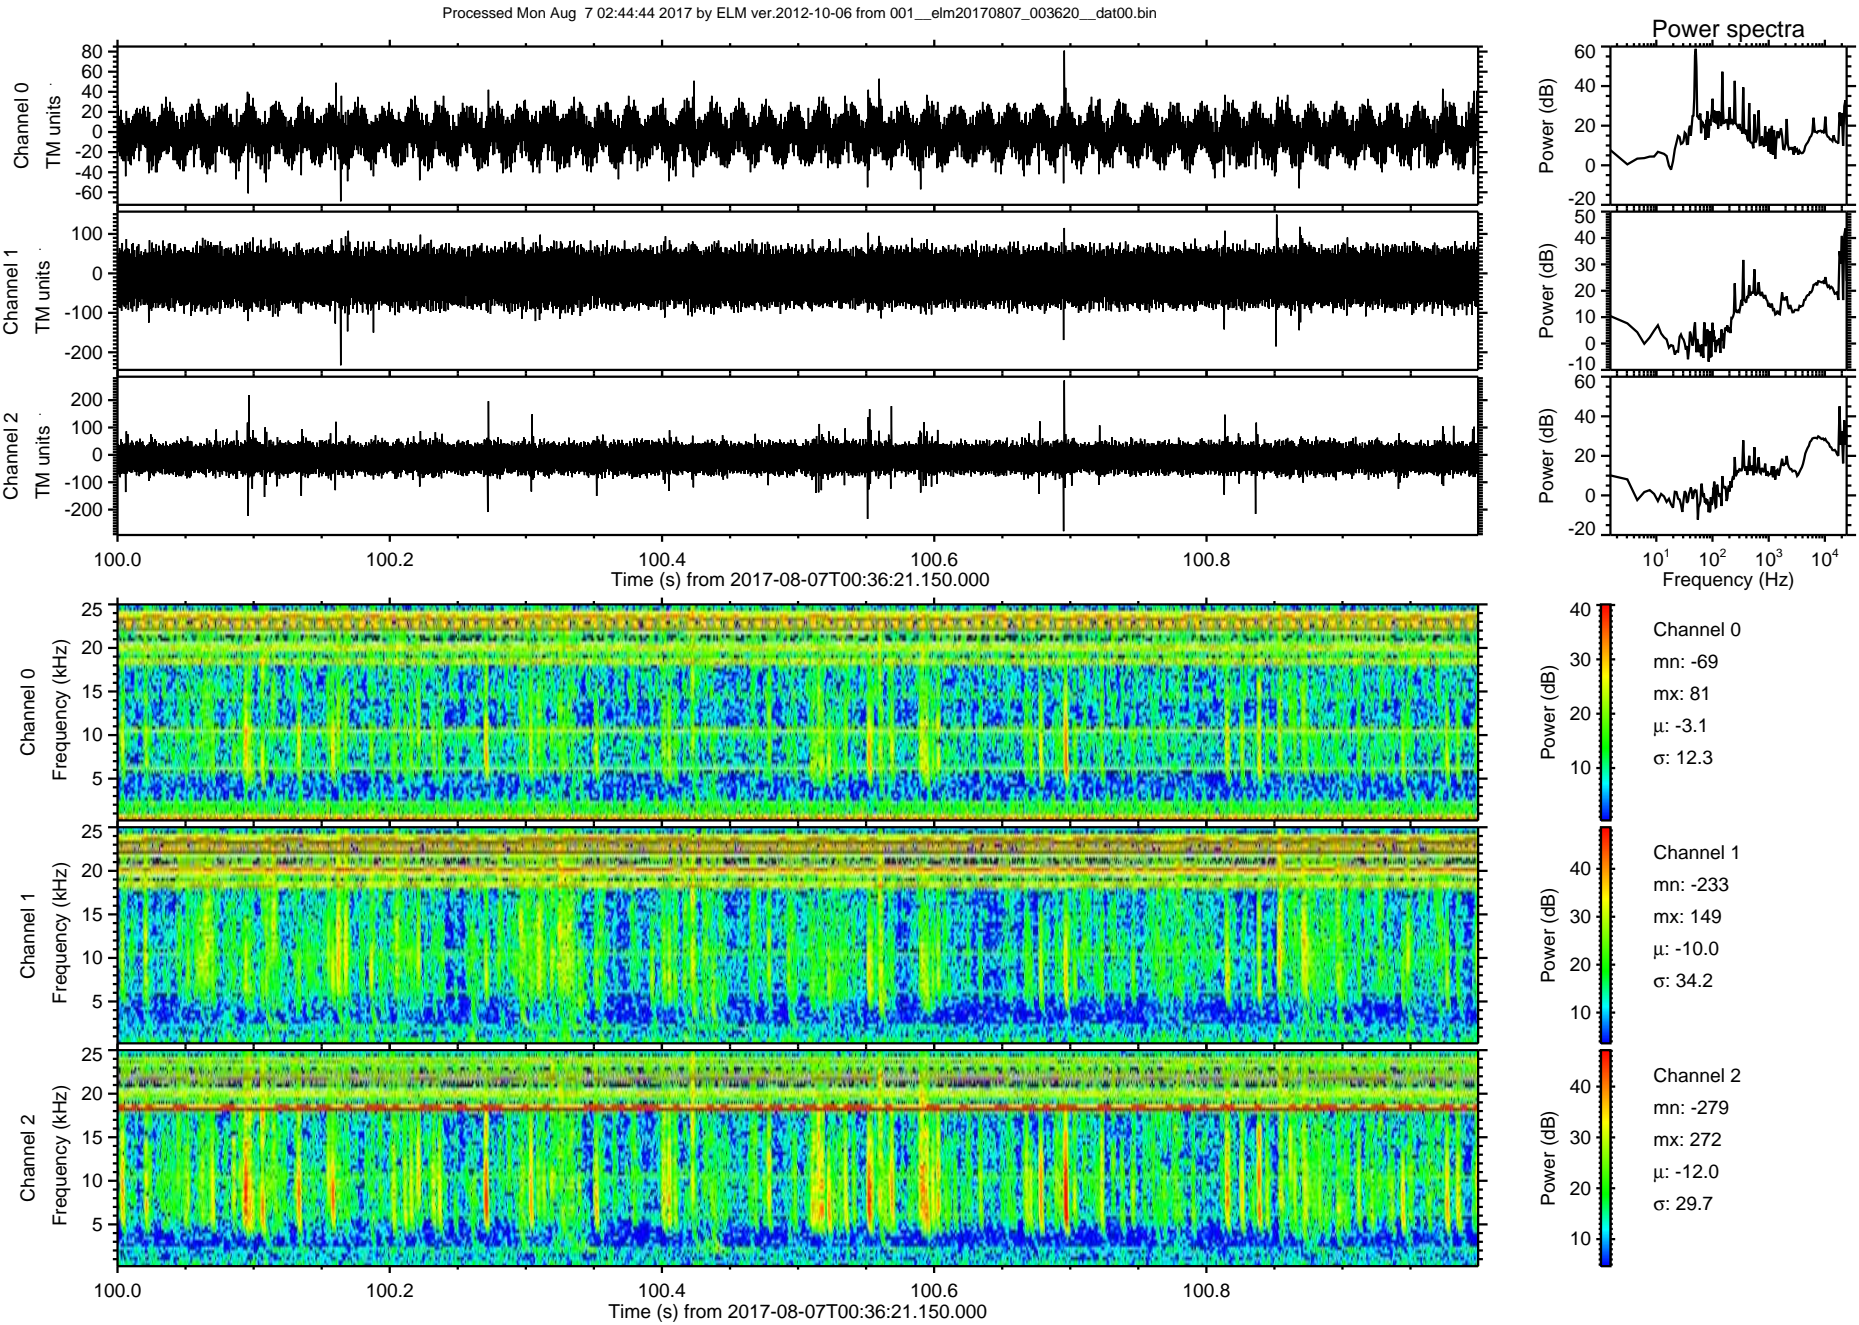 Processed Mon Aug 7 02:44:44 2017 by ELM ver.2012-10-06 from 001__elm20170807_003620__dat00.bin
Power spectra
Channel 0
TM units
80
60
40
20
0
-20
-40
-60
Power (dB)
60
40
20
0
-20
Channel 1
TM units
100
0
-100
-200
Power (dB)
50
40
30
20
10
0
-10
Channel 2
TM units
200
100
0
-100
-200
Power (dB)
60
40
20
0
-20
100.0 100.2 100.4 100.6 100.8
Time (s) from 2017-08-07T00:36:21.150.000
10¹ 10² 10³ 10⁴
Frequency (Hz)
Channel 0
Frequency (kHz)
25
20
15
10
5
Power (dB)
40
30
20
10
Channel 0
mn: -69
mx: 81
μ: -3.1
σ: 12.3
Channel 1
Frequency (kHz)
25
20
15
10
5
Power (dB)
40
30
20
10
Channel 1
mn: -233
mx: 149
μ: -10.0
σ: 34.2
Channel 2
Frequency (kHz)
25
20
15
10
5
Power (dB)
40
30
20
10
Channel 2
mn: -279
mx: 272
μ: -12.0
σ: 29.7
100.0 100.2 100.4 100.6 100.8
Time (s) from 2017-08-07T00:36:21.150.000